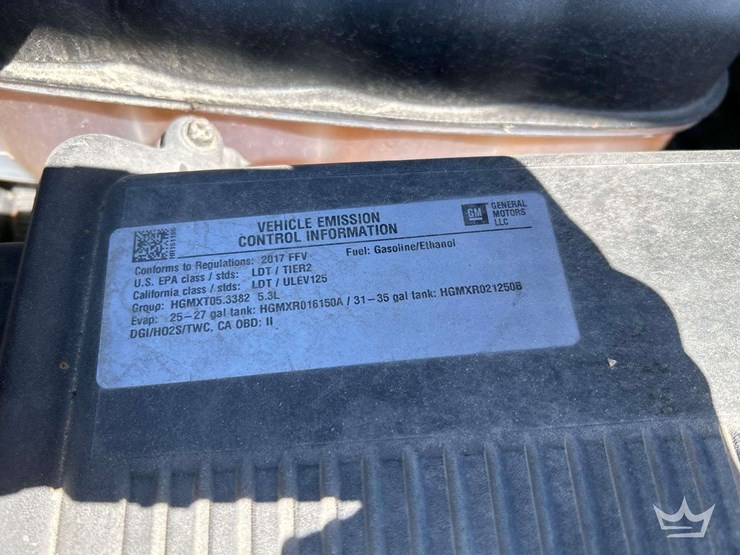 VEHICLE EMISSION
CONTROL INFORMATION
GM
GENERAL
MOTORS
LLC
Conforms to Regulations: 2017 FFV
Fuel: Gasoline/Ethanol
U.S. EPA class / stds: LDT / TIER2
California class / stds: LDT / ULEV125
Group: HGMXT05.3382 5.3L
Evap: 25-27 gal tank: HGMXR016150A / 31-35 gal tank: HGMXR021250B
DGI/HO2S/TWC, CA OBD: II